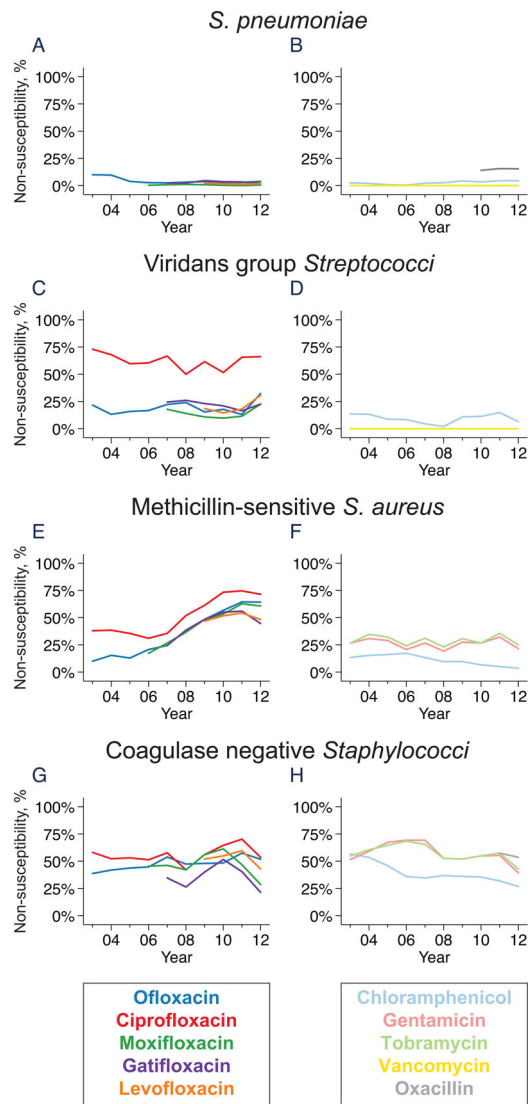 S. pneumoniae
A
B
Non-susceptibility, %
100%
75%
50%
25%
0%
04 06 08 10 12
Year
100%
75%
50%
25%
0%
04 06 08 10 12
Year
Viridans group Streptococci
C
D
Non-susceptibility, %
100%
75%
50%
25%
0%
04 06 08 10 12
Year
100%
75%
50%
25%
0%
04 06 08 10 12
Year
Methicillin-sensitive S. aureus
E
F
Non-susceptibility, %
100%
75%
50%
25%
0%
04 06 08 10 12
Year
100%
75%
50%
25%
0%
04 06 08 10 12
Year
Coagulase negative Staphylococci
G
H
Non-susceptibility, %
100%
75%
50%
25%
0%
04 06 08 10 12
Year
100%
75%
50%
25%
0%
04 06 08 10 12
Year
Ofloxacin
Ciprofloxacin
Moxifloxacin
Gatifloxacin
Levofloxacin
Chloramphenicol
Gentamicin
Tobramycin
Vancomycin
Oxacillin